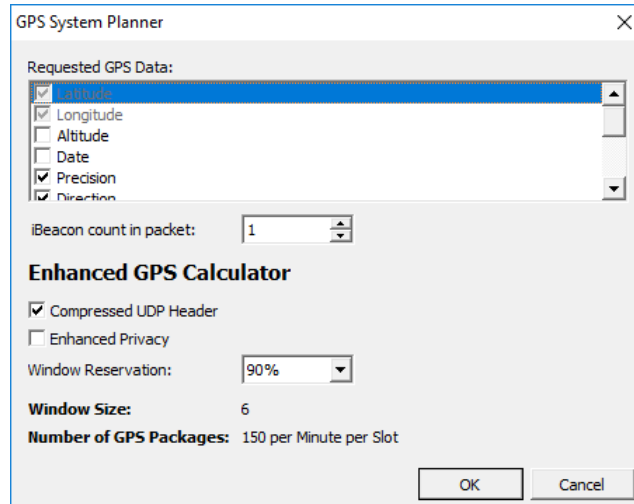 GPS System Planner
Requested GPS Data:
Latitude
Longitude
Altitude
Date
Precision
Direction
iBeacon count in packet: 1
Enhanced GPS Calculator
Compressed UDP Header
Enhanced Privacy
Window Reservation: 90%
Window Size: 6
Number of GPS Packages: 150 per Minute per Slot
OK Cancel